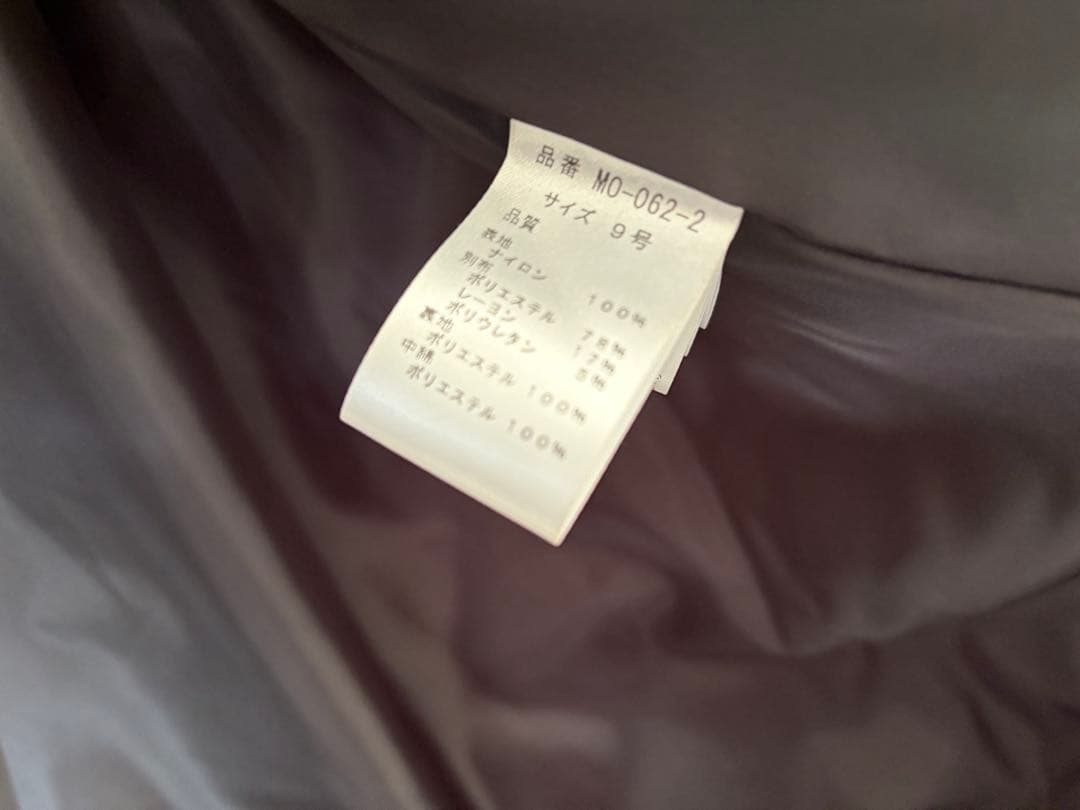 品番 MO-062-2
サイズ 9号
品質
表地
ナイロン 100%
別布
ポリエステル 78%
レーヨン 17%
ポリウレタン 5%
裏地
ポリエステル 100%
中綿
ポリエステル 100%